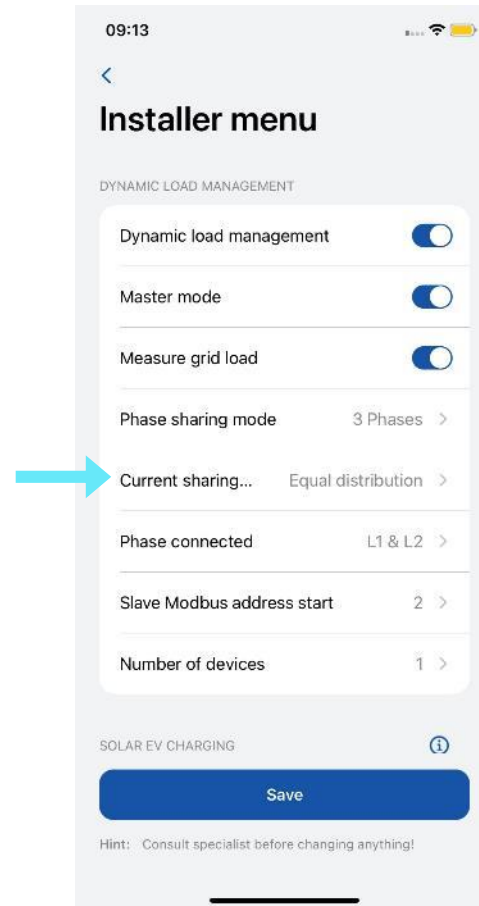 09:13
Installer menu
DYNAMIC LOAD MANAGEMENT
Dynamic load management
Master mode
Measure grid load
Phase sharing mode 3 Phases
Current sharing... Equal distribution
Phase connected L1 & L2
Slave Modbus address start 2
Number of devices 1
SOLAR EV CHARGING
Save
Hint: Consult specialist before changing anything!